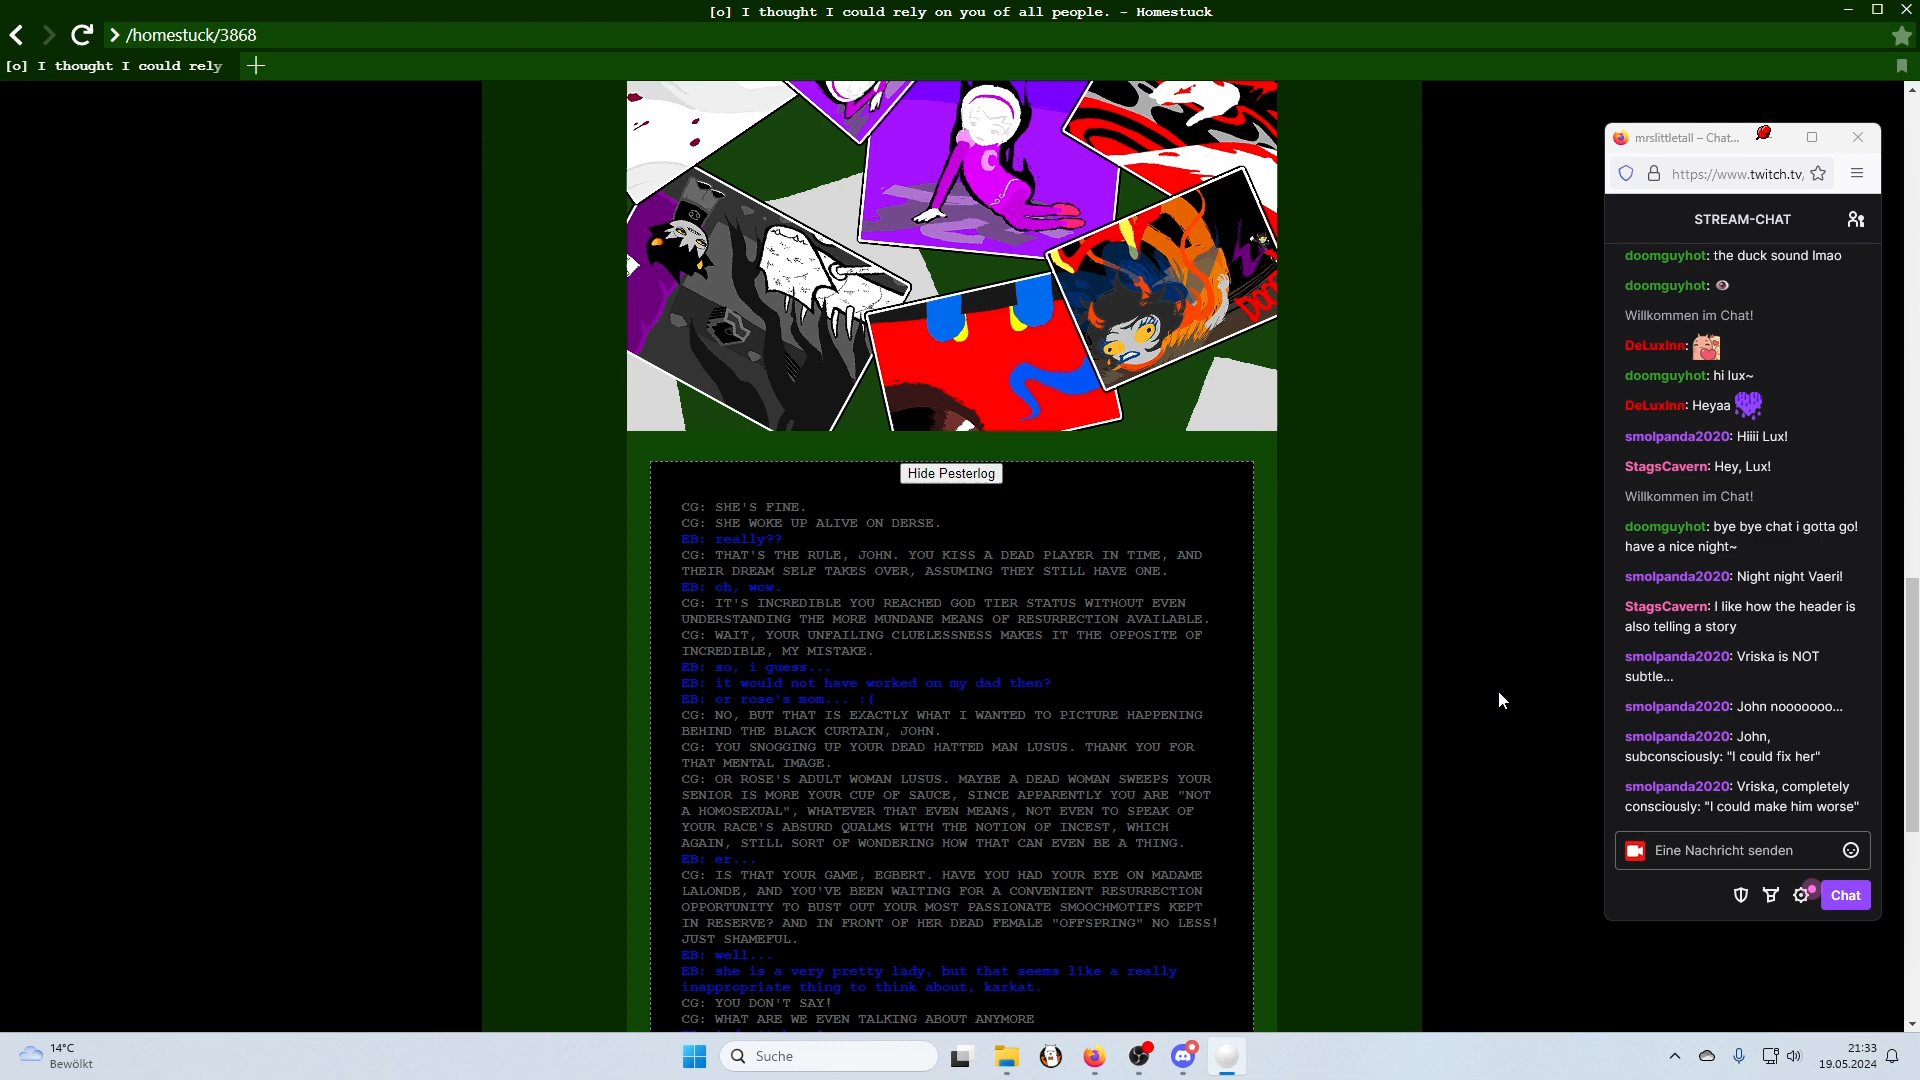 [o] I thought I could rely on you of all people. - Homestuck
/homestuck/3868
[o] I thought I could rely
C
DOO
Hide Pesterlog
CG: SHE'S FINE.
CG: SHE WOKE UP ALIVE ON DERSE.
EB: really??
CG: THAT'S THE RULE, JOHN. YOU KISS A DEAD PLAYER IN TIME, AND
THEIR DREAM SELF TAKES OVER, ASSUMING THEY STILL HAVE ONE.
EB: oh, wow.
CG: IT'S INCREDIBLE YOU REACHED GOD TIER STATUS WITHOUT EVEN
UNDERSTANDING THE MORE MUNDANE MEANS OF RESURRECTION AVAILABLE.
CG: WAIT, YOUR UNFAILING CLUELESSNESS MAKES IT THE OPPOSITE OF
INCREDIBLE, MY MISTAKE.
EB: so, i guess...
EB: it would not have worked on my dad then?
EB: or rose's mom... :(
CG: NO, BUT THAT IS EXACTLY WHAT I WANTED TO PICTURE HAPPENING
BEHIND THE BLACK CURTAIN, JOHN.
CG: YOU SNOGGING UP YOUR DEAD HATTED MAN LUSUS. THANK YOU FOR
THAT MENTAL IMAGE.
CG: OR ROSE'S ADULT WOMAN LUSUS. MAYBE A DEAD WOMAN SWEEPS YOUR
SENIOR IS MORE YOUR CUP OF SAUCE, SINCE APPARENTLY YOU ARE "NOT
A HOMOSEXUAL", WHATEVER THAT EVEN MEANS, NOT EVEN TO SPEAK OF
YOUR RACE'S ABSURD QUALMS WITH THE NOTION OF INCEST, WHICH
AGAIN, STILL SORT OF WONDERING HOW THAT CAN EVEN BE A THING.
EB: er...
CG: IS THAT YOUR GAME, EGBERT. HAVE YOU HAD YOUR EYE ON MADAME
LALONDE, AND YOU'VE BEEN WAITING FOR A CONVENIENT RESURRECTION
OPPORTUNITY TO BUST OUT YOUR MOST PASSIONATE SMOOCHMOTIFS KEPT
IN RESERVE? AND IN FRONT OF HER DEAD FEMALE "OFFSPRING" NO LESS!
JUST SHAMEFUL.
EB: well...
EB: she is a very pretty lady, but that seems like a really
inappropriate thing to think about, karkat.
CG: YOU DON'T SAY!
CG: WHAT ARE WE EVEN TALKING ABOUT ANYMORE
mrslittletall – Chat...
https://www.twitch.tv
STREAM-CHAT
doomguyhot: the duck sound lmao
doomguyhot:
Willkommen im Chat!
DeLuxInn:
doomguyhot: hi lux~
DeLuxInn: Heyaa
smolpanda2020: Hiiii Lux!
StagsCavern: Hey, Lux!
Willkommen im Chat!
doomguyhot: bye bye chat i gotta go!
have a nice night~
smolpanda2020: Night night Vaeri!
StagsCavern: I like how the header is
also telling a story
smolpanda2020: Vriska is NOT
subtle...
smolpanda2020: John nooooooo...
smolpanda2020: John,
subconsciously: "I could fix her"
smolpanda2020: Vriska, completely
consciously: "I could make him worse"
Eine Nachricht senden
Chat
14°C
Bewölkt
Suche
21:33
19.05.2024